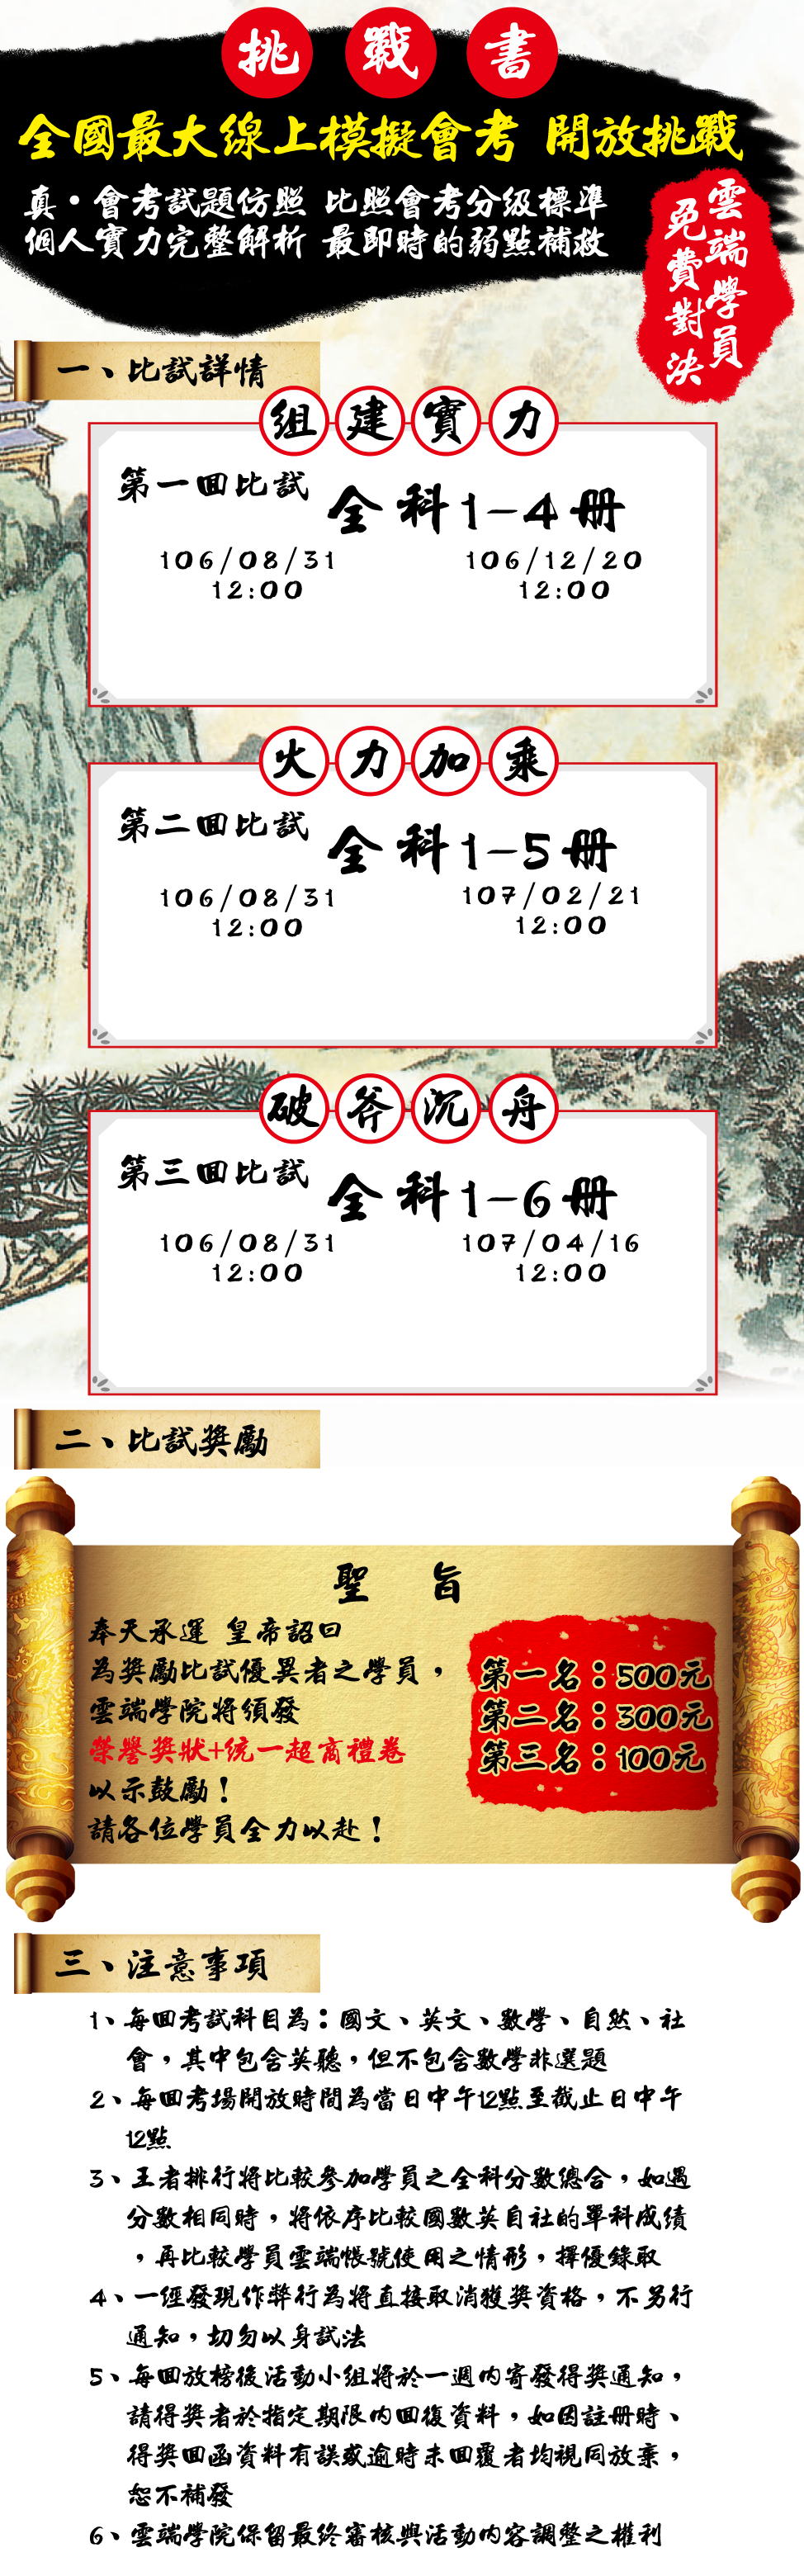 挑戰書
全國最大線上模擬會考 開放挑戰
真・會考試題仿照 比照會考分級標準
個人實力完整解析 最即時的弱點補救
雲端學員
免費對決
一、比試詳情
組建實力
第一回比試
全科1-4冊
106/08/31
12:00
106/12/20
12:00
火力加乘
第二回比試
全科1-5冊
106/08/31
12:00
107/02/21
12:00
破斧沉舟
第三回比試
全科1-6冊
106/08/31
12:00
107/04/16
12:00
二、比試獎勵
聖 旨
奉天承運 皇帝詔曰
為獎勵比試優異者之學員，
雲端學院將頒發
榮譽獎狀+統一超商禮卷
以示鼓勵！
請各位學員全力以赴！
第一名：500元
第二名：300元
第三名：100元
三、注意事項
1、每回考試科目為：國文、英文、數學、自然、社
會，其中包含英聽，但不包含數學非選題
2、每回考場開放時間為當日中午12點至截止日中午
12點
3、王者排行將比較參加學員之全科分數總合，如遇
分數相同時，將依序比較國數英自社的單科成績
，再比較學員雲端帳號使用之情形，擇優錄取
4、一經發現作弊行為將直接取消獲獎資格，不另行
通知，切勿以身試法
5、每回放榜後活動小組將於一週內寄發得獎通知，
請得獎者於指定期限內回復資料，如因註冊時、
得獎回函資料有誤或逾時未回覆者均視同放棄，
恕不補發
6、雲端學院保留最終審核與活動內容調整之權利